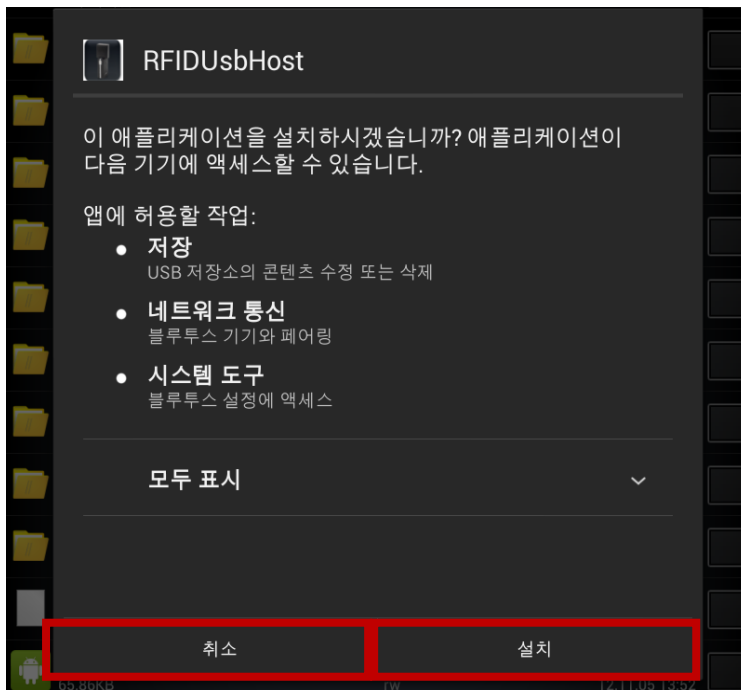 RFIDUsbHost
이 애플리케이션을 설치하시겠습니까? 애플리케이션이
다음 기기에 액세스할 수 있습니다.
앱에 허용할 작업:
● 저장
USB 저장소의 콘텐츠 수정 또는 삭제
● 네트워크 통신
블루투스 기기와 페어링
● 시스템 도구
블루투스 설정에 액세스
모두 표시
취소 설치
65.86KB rw 12.11.05 13:52